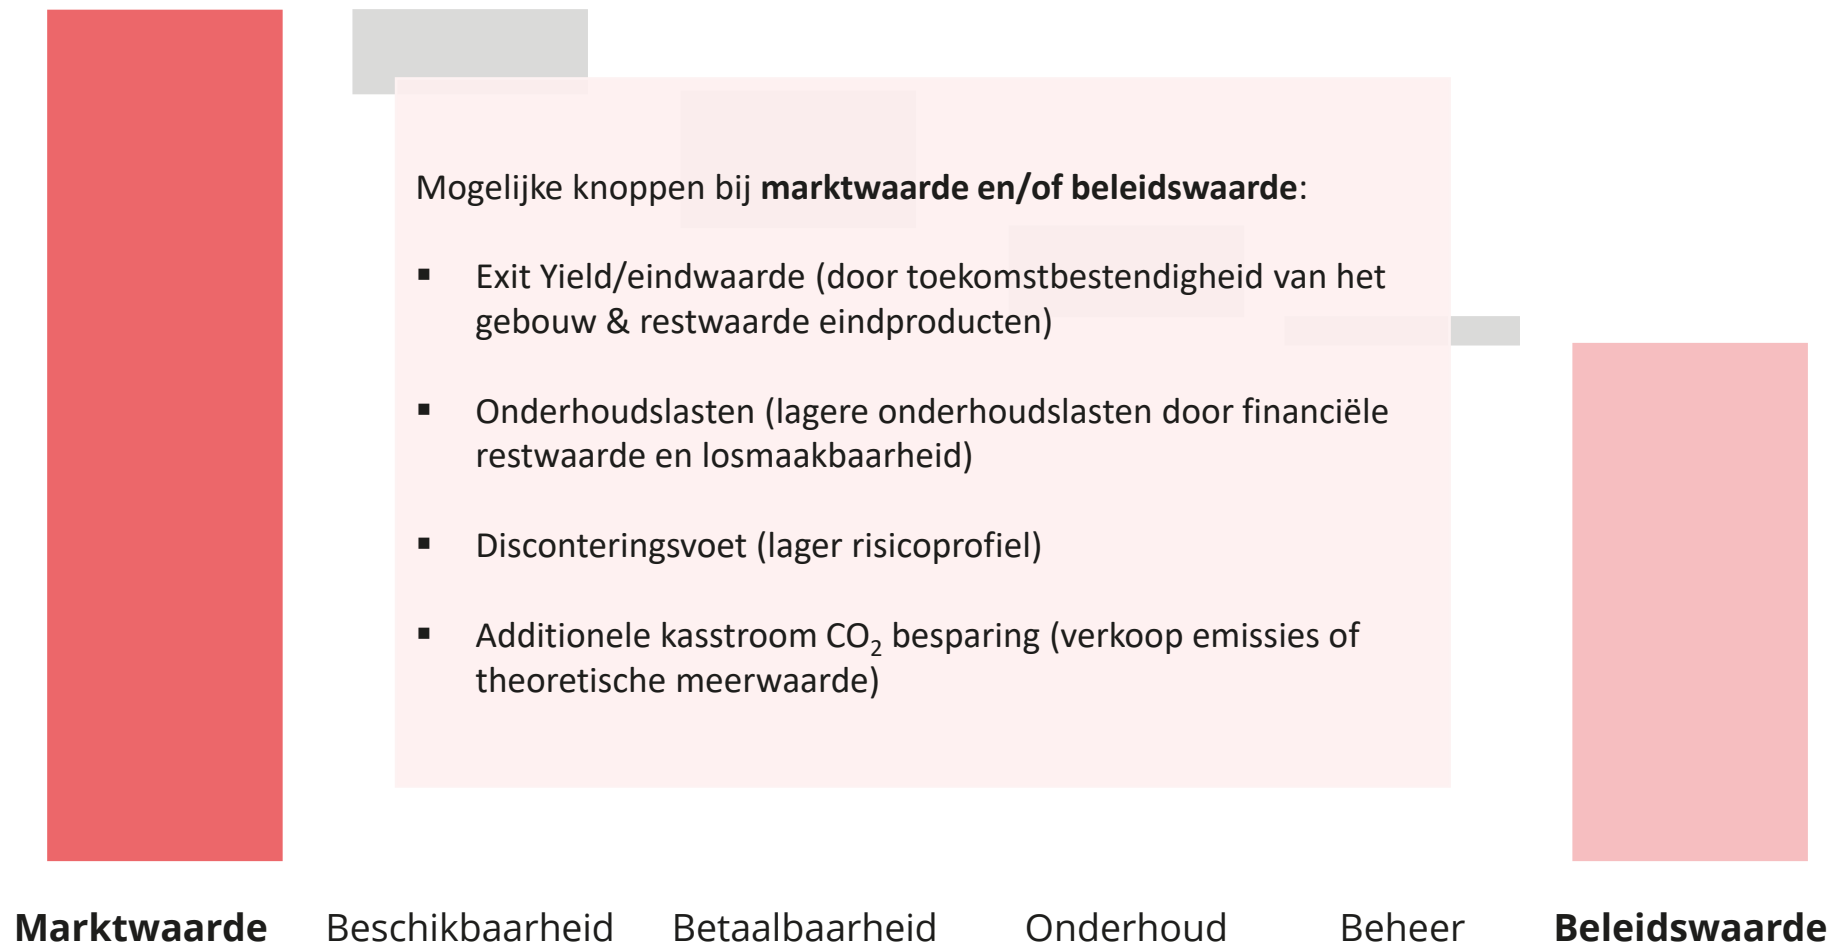 Mogelijke knoppen bij marktwaarde en/of beleidswaarde:
▪ Exit Yield/eindwaarde (door toekomstbestendigheid van het
gebouw & restwaarde eindproducten)
▪ Onderhoudslasten (lagere onderhoudslasten door financiële
restwaarde en losmaakbaarheid)
▪ Disconteringsvoet (lager risicoprofiel)
▪ Additionele kasstroom CO₂ besparing (verkoop emissies of
theoretische meerwaarde)
Marktwaarde Beschikbaarheid Betaalbaarheid Onderhoud Beheer Beleidswaarde